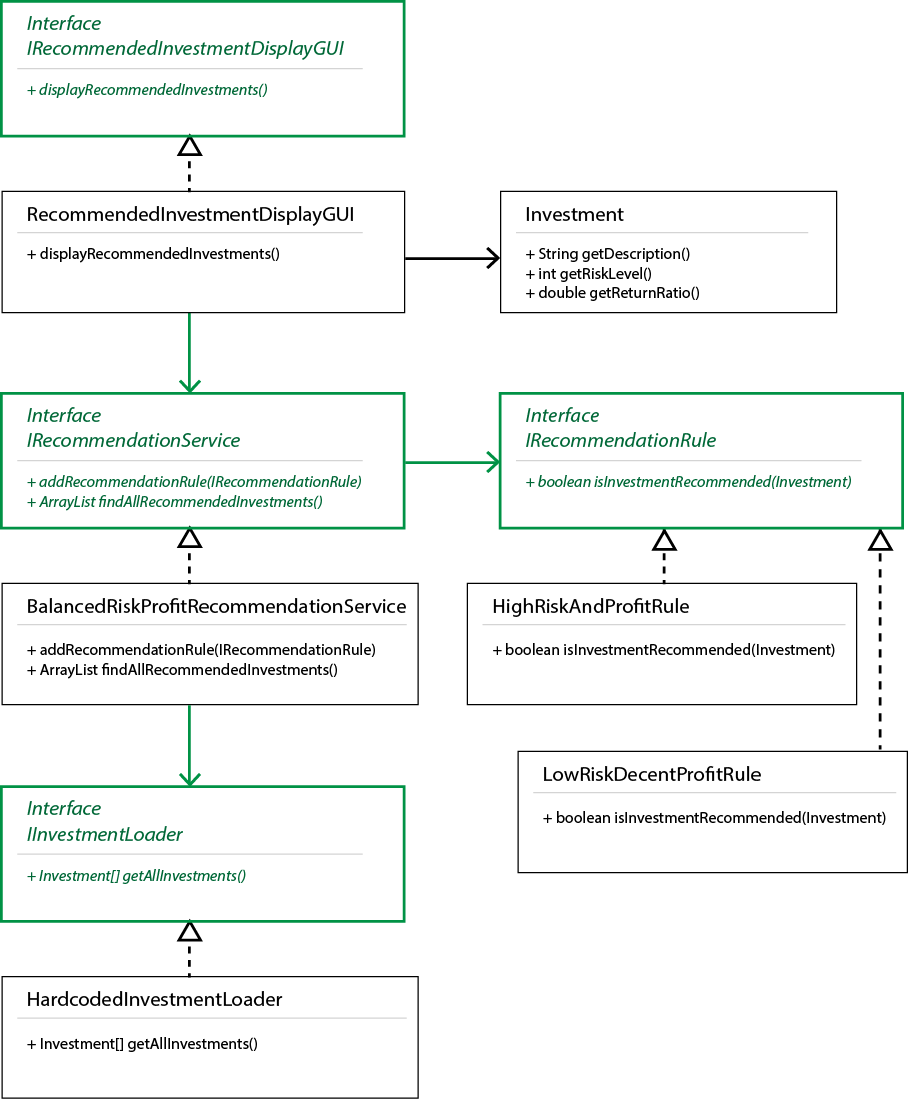 Interface
IRecommendedInvestmentDisplayGUI
+ displayRecommendedInvestments()
RecommendedInvestmentDisplayGUI
+ displayRecommendedInvestments()
Investment
+ String getDescription()
+ int getRiskLevel()
+ double getReturnRatio()
Interface
IRecommendationService
+ addRecommendationRule(IRecommendationRule)
+ ArrayList findAllRecommendedInvestments()
Interface
IRecommendationRule
+ boolean isInvestmentRecommended(Investment)
BalancedRiskProfitRecommendationService
+ addRecommendationRule(IRecommendationRule)
+ ArrayList findAllRecommendedInvestments()
HighRiskAndProfitRule
+ boolean isInvestmentRecommended(Investment)
LowRiskDecentProfitRule
+ boolean isInvestmentRecommended(Investment)
Interface
IInvestmentLoader
+ Investment[] getAllInvestments()
HardcodedInvestmentLoader
+ Investment[] getAllInvestments()